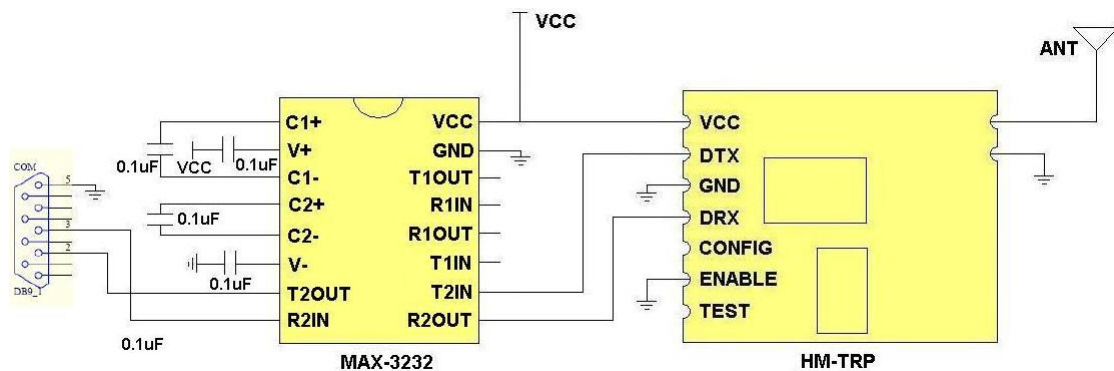 VCC
ANT
COM
5
3
2
DB9_1
0.1uF
VCC
0.1uF
0.1uF
0.1uF
0.1uF
C1+
V+
C1-
C2+
C2-
V-
T2OUT
R2IN
VCC
GND
T1OUT
R1IN
R1OUT
T1IN
T2IN
R2OUT
MAX-3232
VCC
DTX
GND
DRX
CONFIG
ENABLE
TEST
HM-TRP